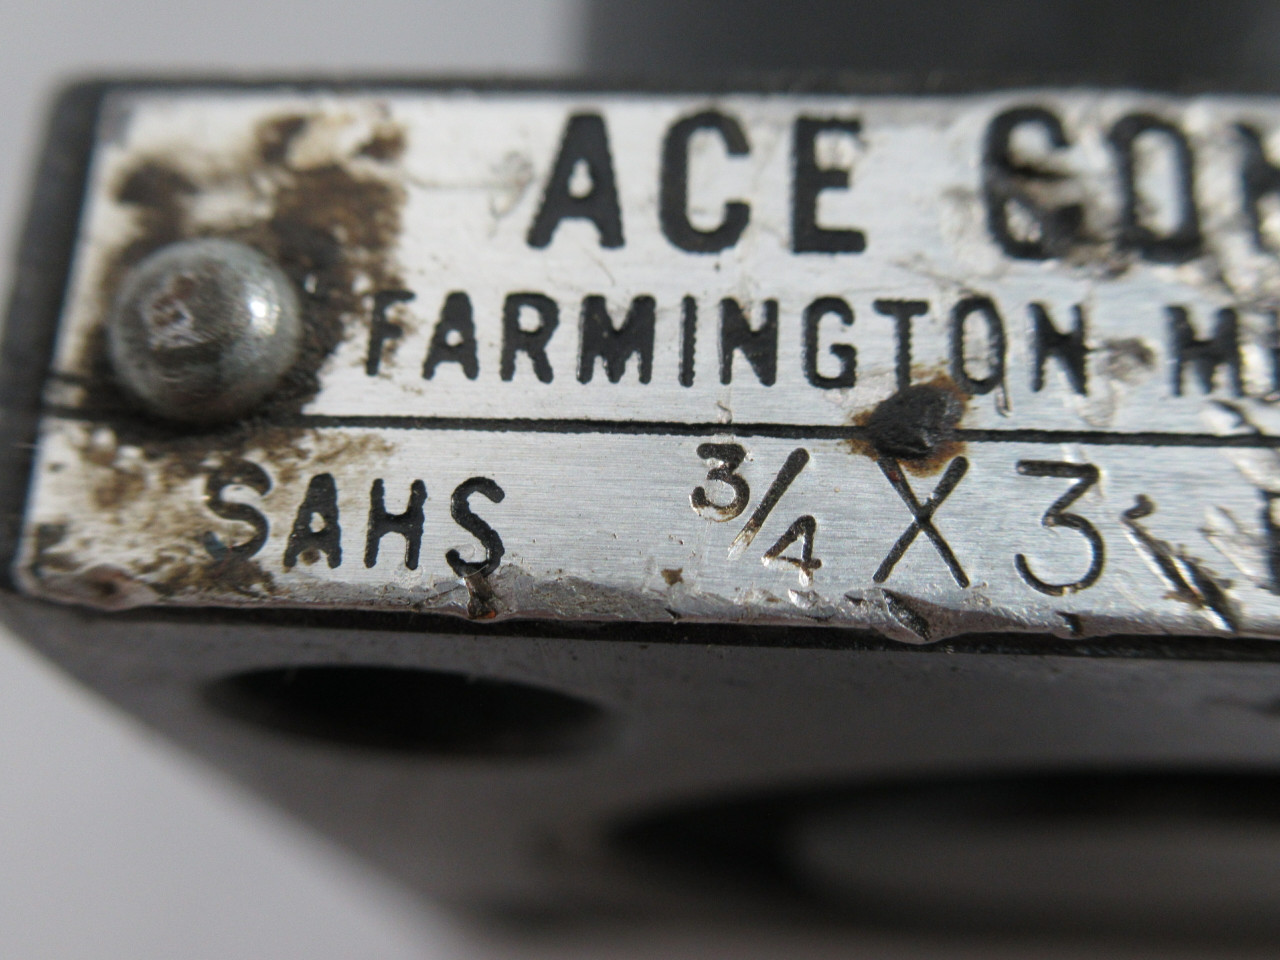 ACE
FARMINGTON
SAHS 3/4 X 3